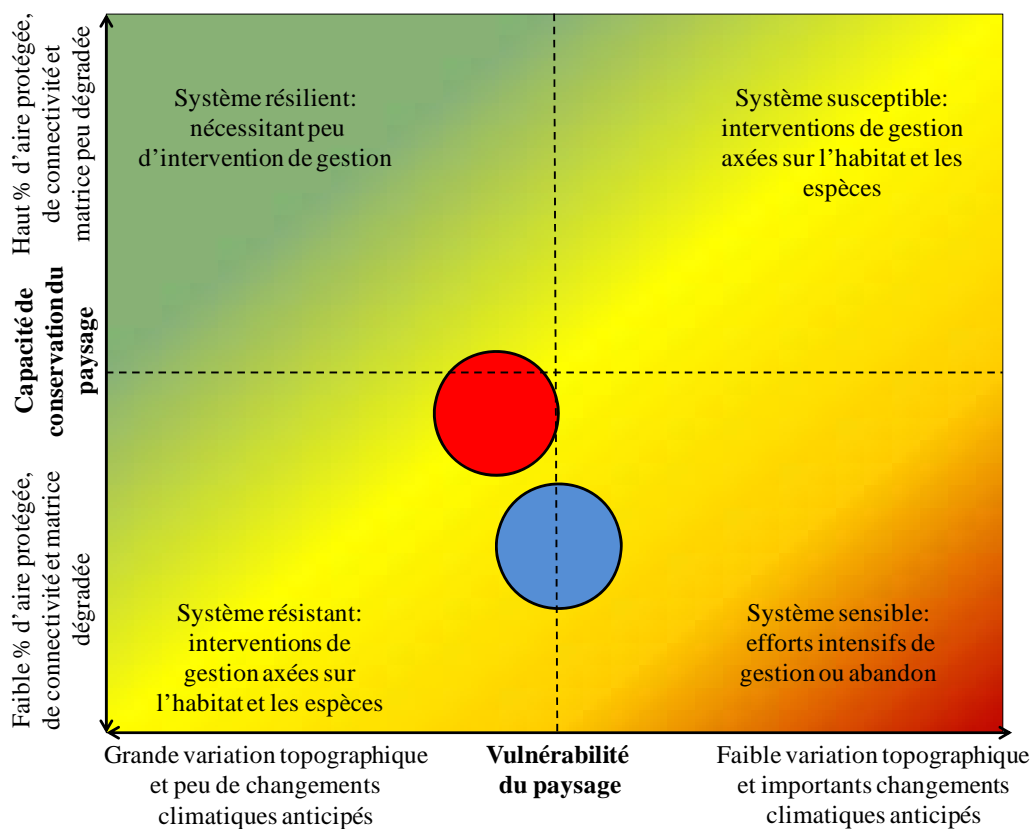 Haut % d'aire protégée,
de connectivité et
matrice peu dégradée
Capacité de
conservation du
paysage
Faible % d'aire protégée,
de connectivité et matrice
dégradée
Système résilient:
nécessitant peu
d'intervention de gestion
Système susceptible:
interventions de gestion
axées sur l'habitat et les
espèces
Système résistant:
interventions de
gestion axées sur
l'habitat et les espèces
Système sensible:
efforts intensifs de
gestion ou abandon
Grande variation topographique
et peu de changements
climatiques anticipés
Vulnérabilité
du paysage
Faible variation topographique
et importants changements
climatiques anticipés